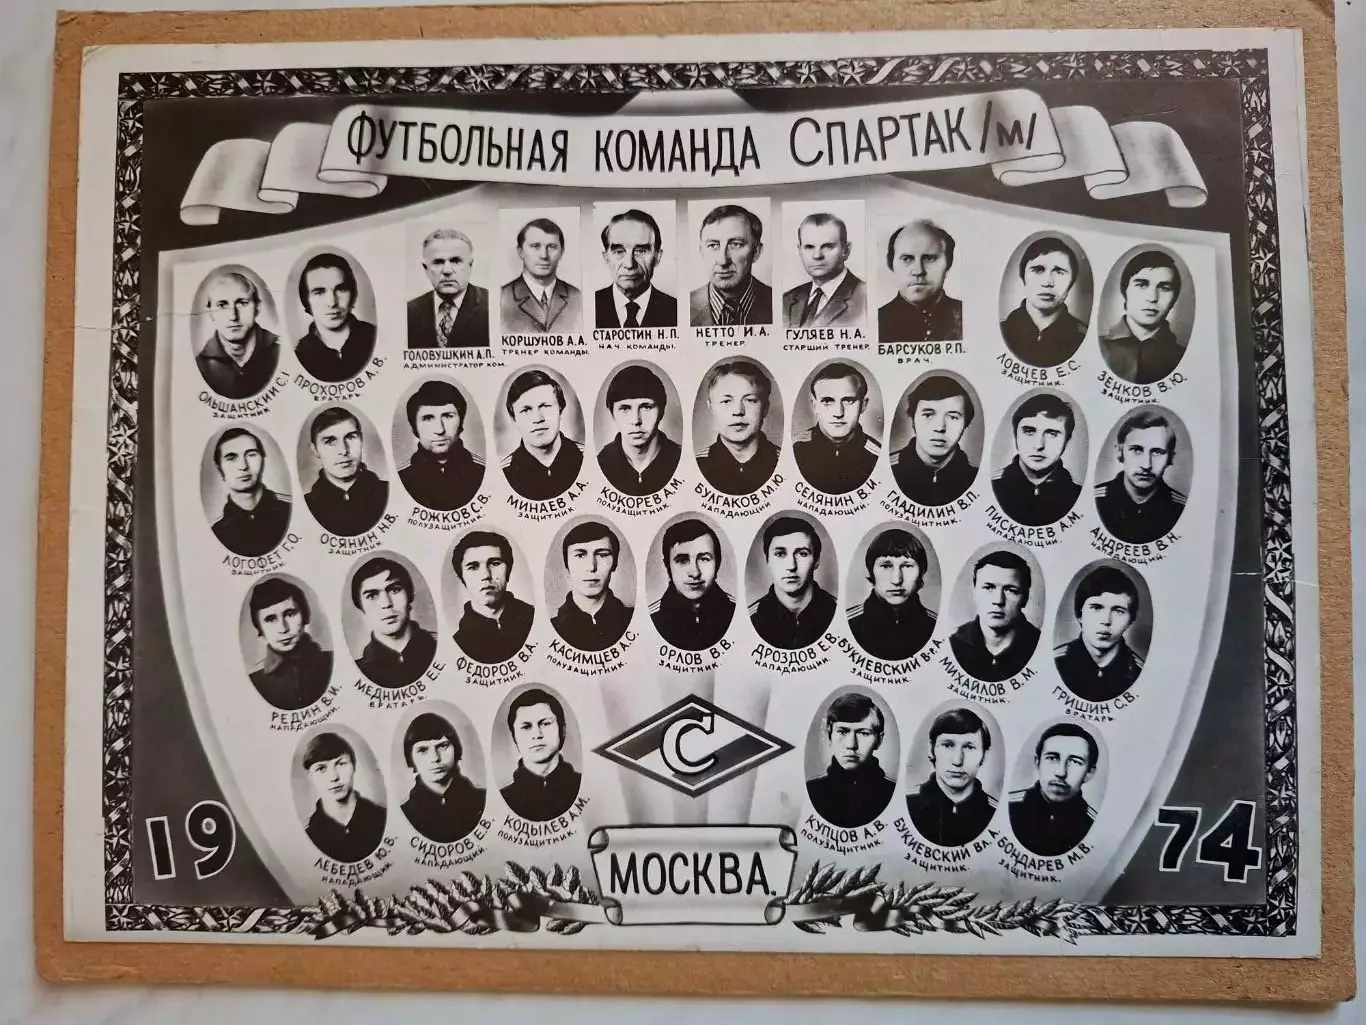 ФУТБОЛЬНАЯ КОМАНДА СПАРТАК /М/
ГОЛОВУШКИН А.П.
АДМИНИСТРАТОР КОМ.
КОРШУНОВ А.А.
ТРЕНЕР КОМАНДЫ.
СТАРОСТИН Н.П.
НАЧ. КОМАНДЫ.
НЕТТО И.А.
ТРЕНЕР.
ГУЛЯЕВ Н.А.
СТАРШИЙ ТРЕНЕР.
БАРСУКОВ Р.П.
ВРАЧ.
ОЛЬШАНСКИЙ С.І
ЗАЩИТНИК
ПРОХОРОВ А.В.
ВРАТАРЬ.
ЛОВЧЕВ Е.С.
ЗАЩИТНИК.
ЗЕНКОВ В.Ю.
ЗАЩИТНИК.
ЛОГОФЕТ Г.О.
ЗАЩИТНИК.
ОСЯНИН Н.В.
ЗАЩИТНИК.
РОЖКОВ С.В.
ПОЛУЗАЩИТНИК.
МИНАЕВ А.А.
ЗАЩИТНИК.
КОКОРЕВ А.М.
ПОЛУЗАЩИТНИК.
БУЛГАКОВ М.Ю.
НАПАДАЮЩИЙ
СЕЛЯНИН В.И.
НАПАДАЮЩИЙ.
ГЛАДИЛИН В.П.
ПОЛУЗАЩИТНИК.
ПИСКАРЕВ А.М.
НАПАДАЮЩИЙ.
АНДРЕЕВ В.Н.
НАПАДАЮЩИЙ.
РЕДИН В.И.
НАПАДАЮЩИЙ.
МЕДНИКОВ Е.Е.
ВРАТАРЬ.
ФЕДОРОВ В.А.
ЗАЩИТНИК.
КАСИМЦЕВ А.С.
ПОЛУЗАЩИТНИК.
ОРЛОВ В.В.
ЗАЩИТНИК.
ДРОЗДОВ Е.В.
НАПАДАЮЩИЙ
БУКИЕВСКИЙ В-Р.А.
ЗАЩИТНИК.
МИХАЙЛОВ В.М.
ЗАЩИТНИК.
ГРИШИН С.В.
ВРАТАРЬ.
ЛЕБЕДЕВ Ю.В.
НАПАДАЮЩИЙ.
СИДОРОВ Е.В.
НАПАДАЮЩИЙ.
КОДЫЛЕВ А.М.
ПОЛУЗАЩИТНИК.
С
КУПЦОВ А.В.
ПОЛУЗАЩИТНИК.
БУКИЕВСКИЙ ВЛ.А.
ЗАЩИТНИК.
БОНДАРЕВ М.В.
ЗАЩИТНИК.
19 74
МОСКВА.